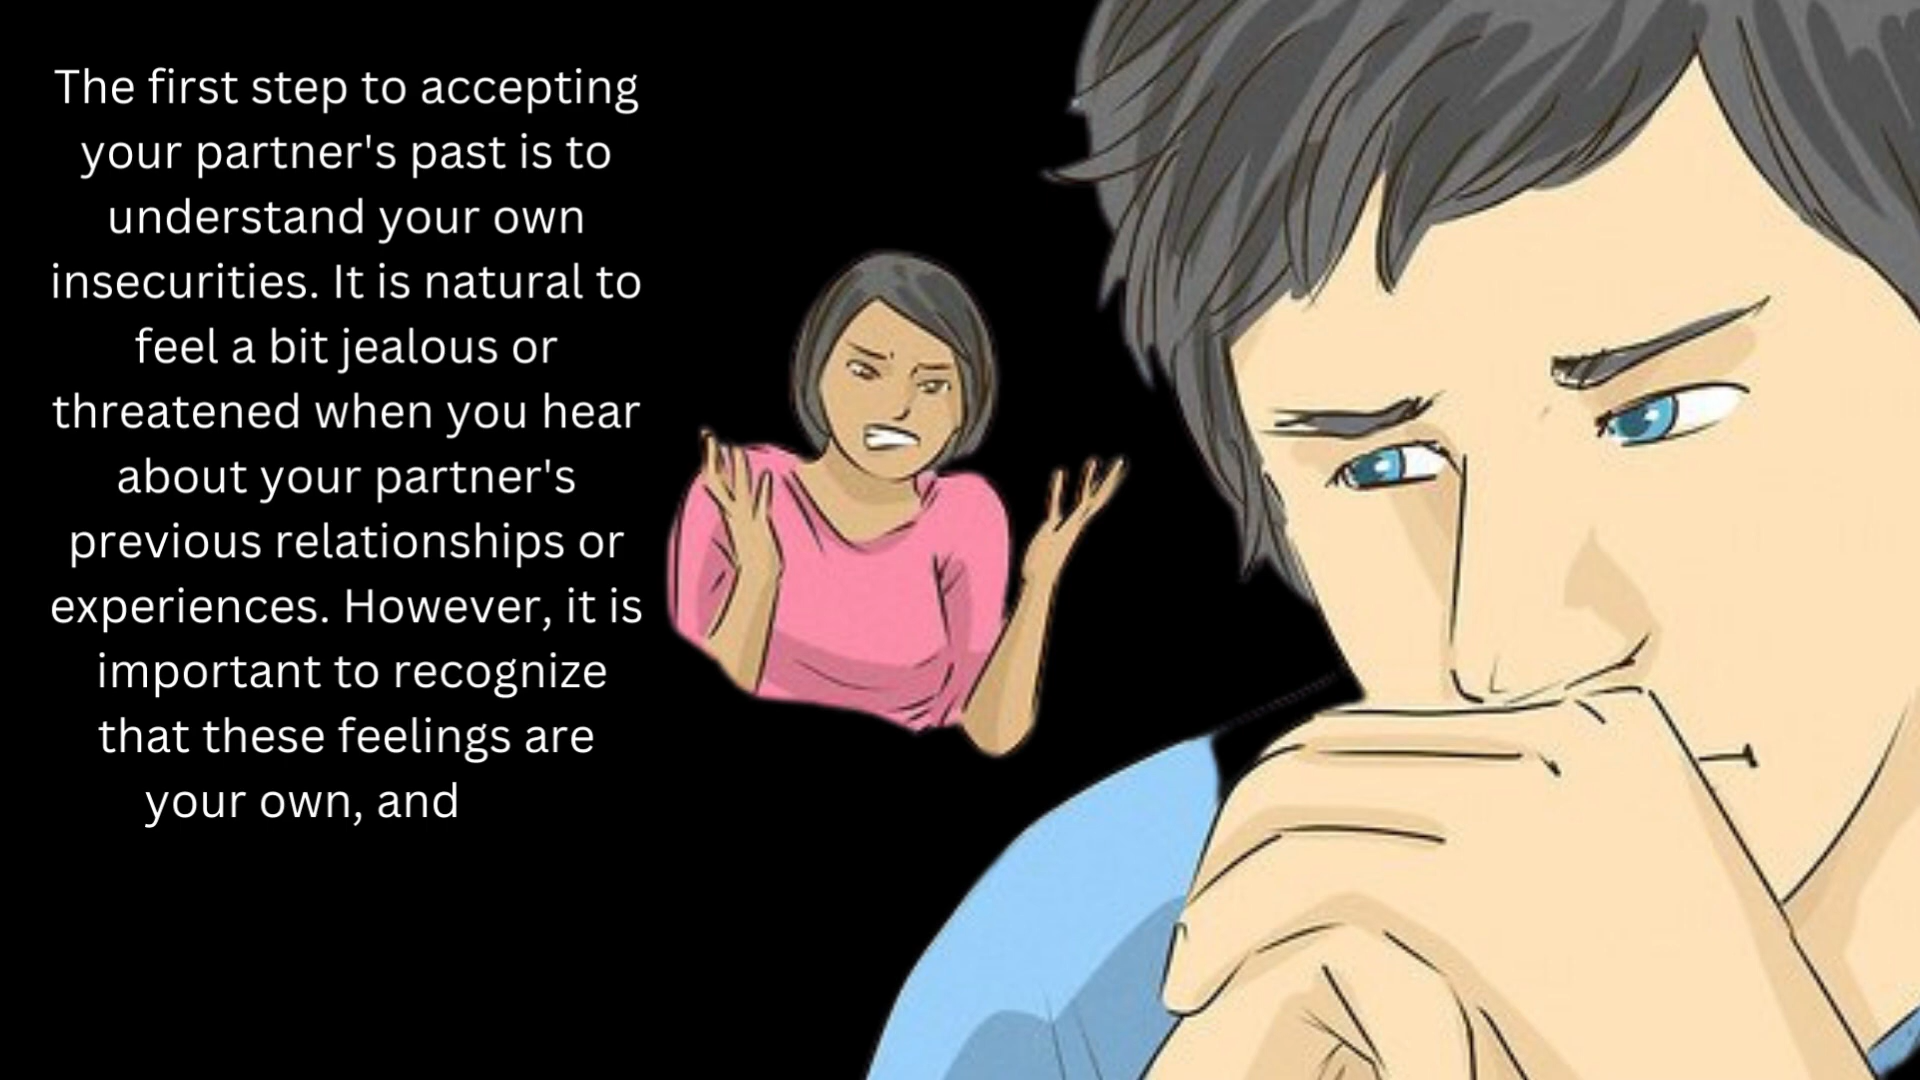 The first step to accepting
your partner's past is to
understand your own
insecurities. It is natural to
feel a bit jealous or
threatened when you hear
about your partner's
previous relationships or
experiences. However, it is
important to recognize
that these feelings are
your own, and